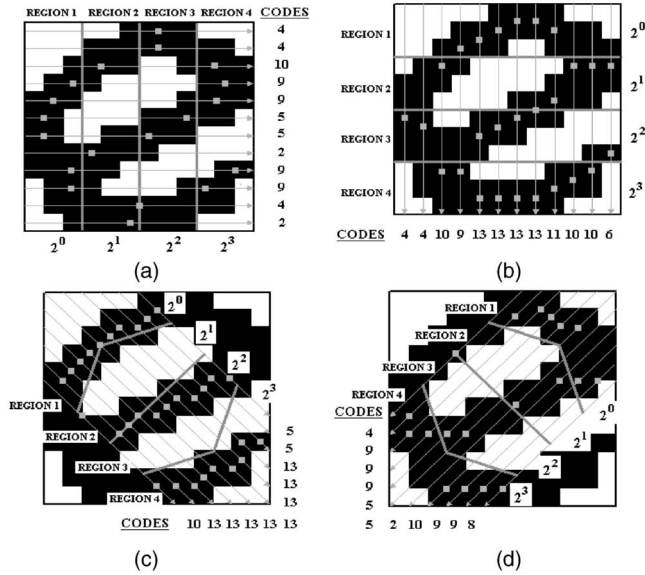 REGION 1 REGION 2 REGION 3 REGION 4 CODES
4
4
10
9
9
5
5
2
9
9
4
2
2^0 2^1 2^2 2^3
(a)
REGION 1 2^0
REGION 2 2^1
REGION 3 2^2
REGION 4 2^3
CODES 4 4 10 9 13 13 13 13 11 10 10 6
(b)
2^0
2^1
2^2
2^3
REGION 1
REGION 2
REGION 3
REGION 4
5
5
13
13
13
CODES 10 13 13 13 13 13
(c)
REGION 1
REGION 2
REGION 3
REGION 4
CODES
4
9
9
9
5
5 2 10 9 9 8
2^0
2^1
2^2
2^3
(d)